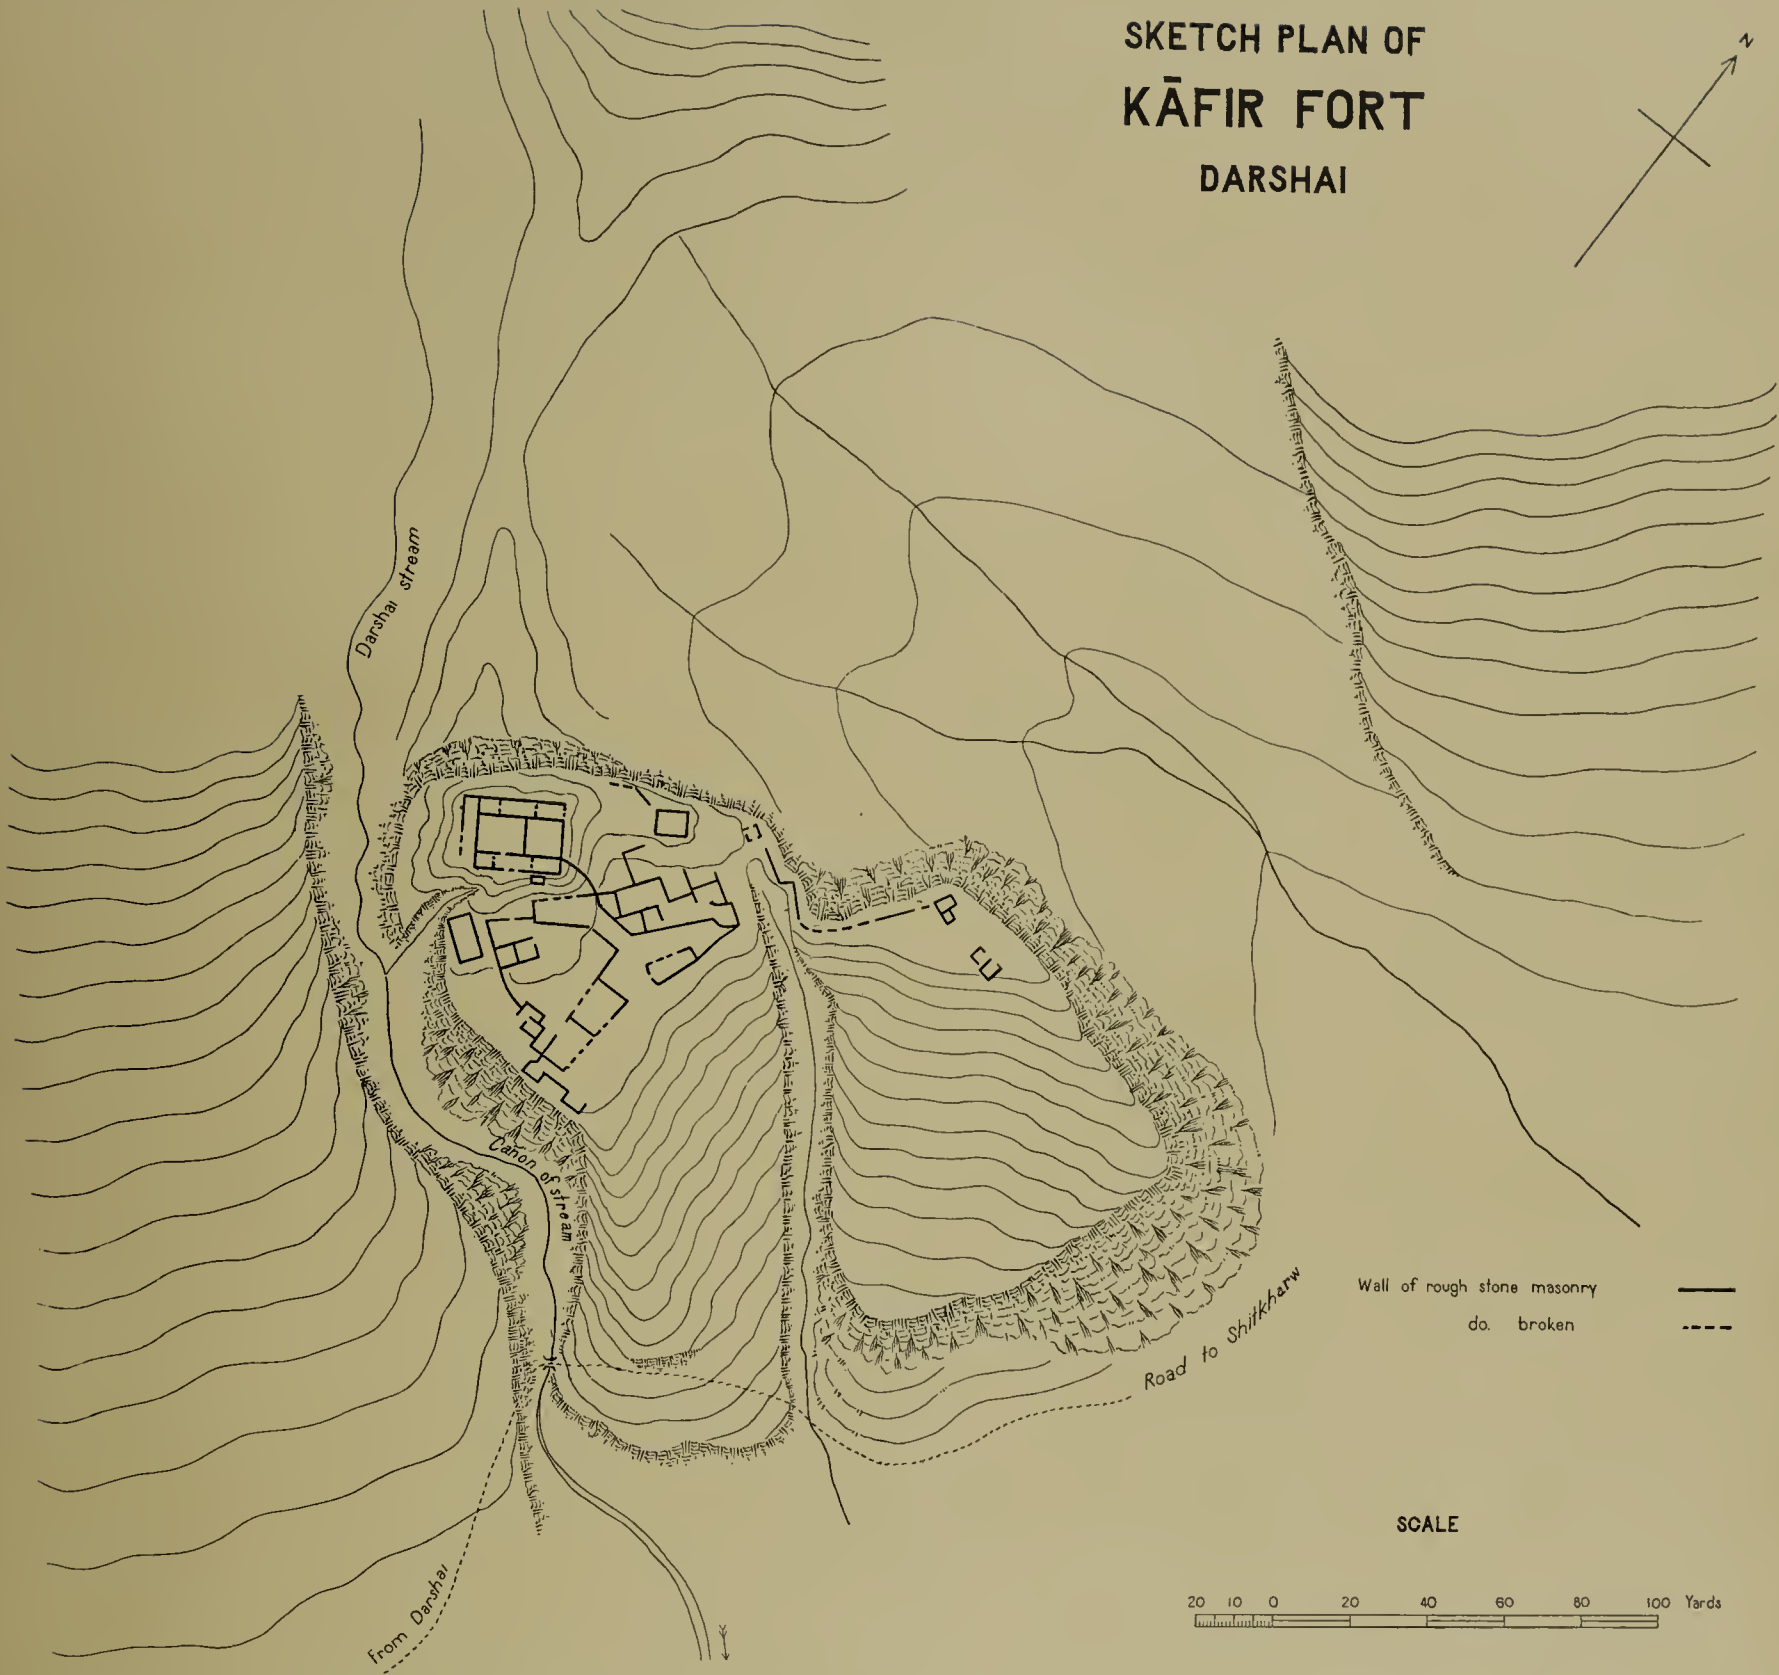 SKETCH PLAN OF
KĀFIR FORT
DARSHAI
N
Darshai stream
Cañon of stream
Road to Shitkharw
From Darshai
Wall of rough stone masonry
do. broken
SCALE
20 10 0 20 40 60 80 100 Yards